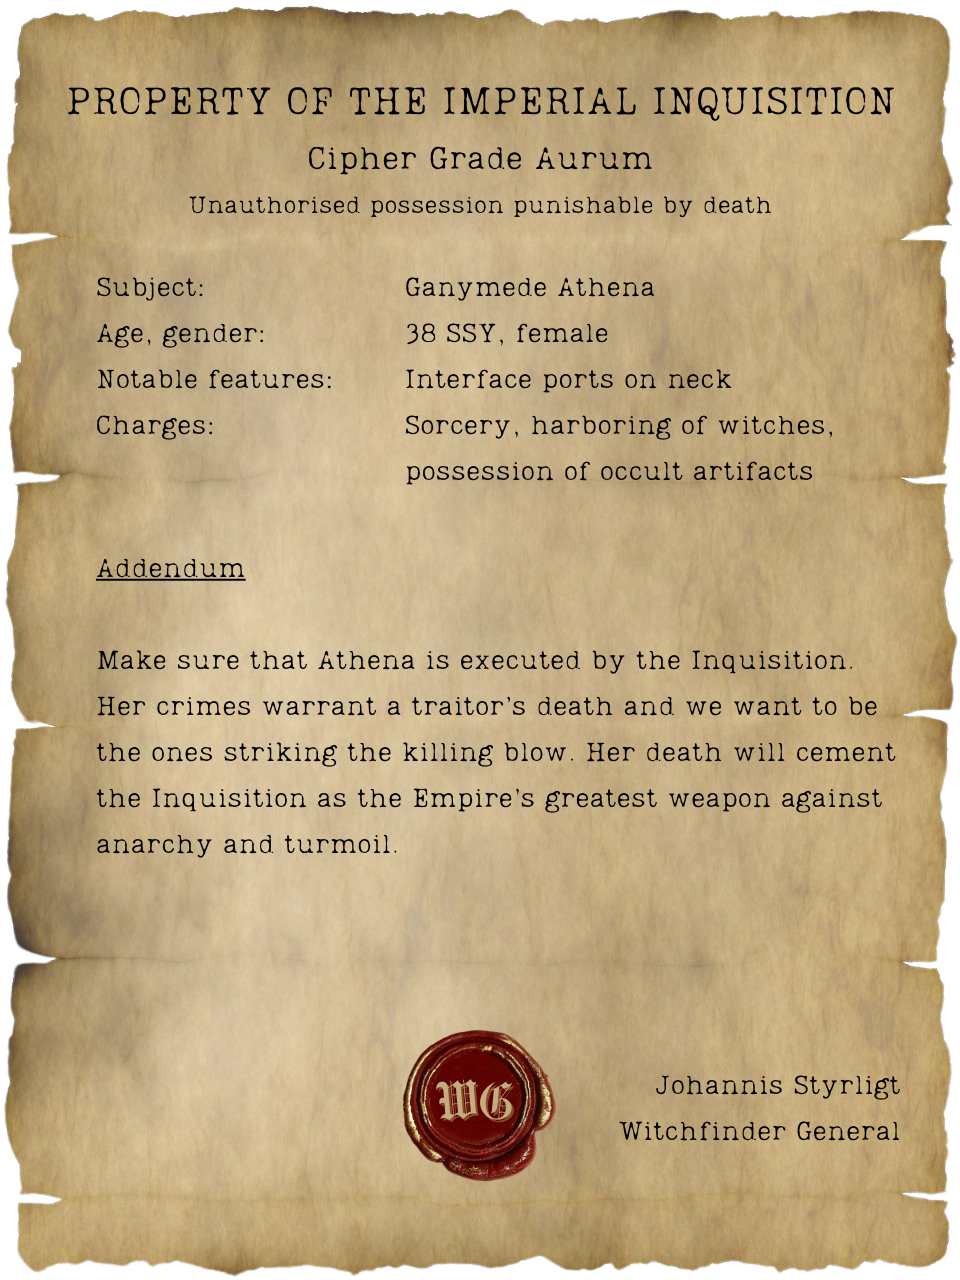 PROPERTY OF THE IMPERIAL INQUISITION
Cipher Grade Aurum
Unauthorised possession punishable by death
Subject: Ganymede Athena
Age, gender: 38 SSY, female
Notable features: Interface ports on neck
Charges: Sorcery, harboring of witches,
possession of occult artifacts
Addendum
Make sure that Athena is executed by the Inquisition.
Her crimes warrant a traitor’s death and we want to be
the ones striking the killing blow. Her death will cement
the Inquisition as the Empire’s greatest weapon against
anarchy and turmoil.
WG
Johannis Styrligt
Witchfinder General